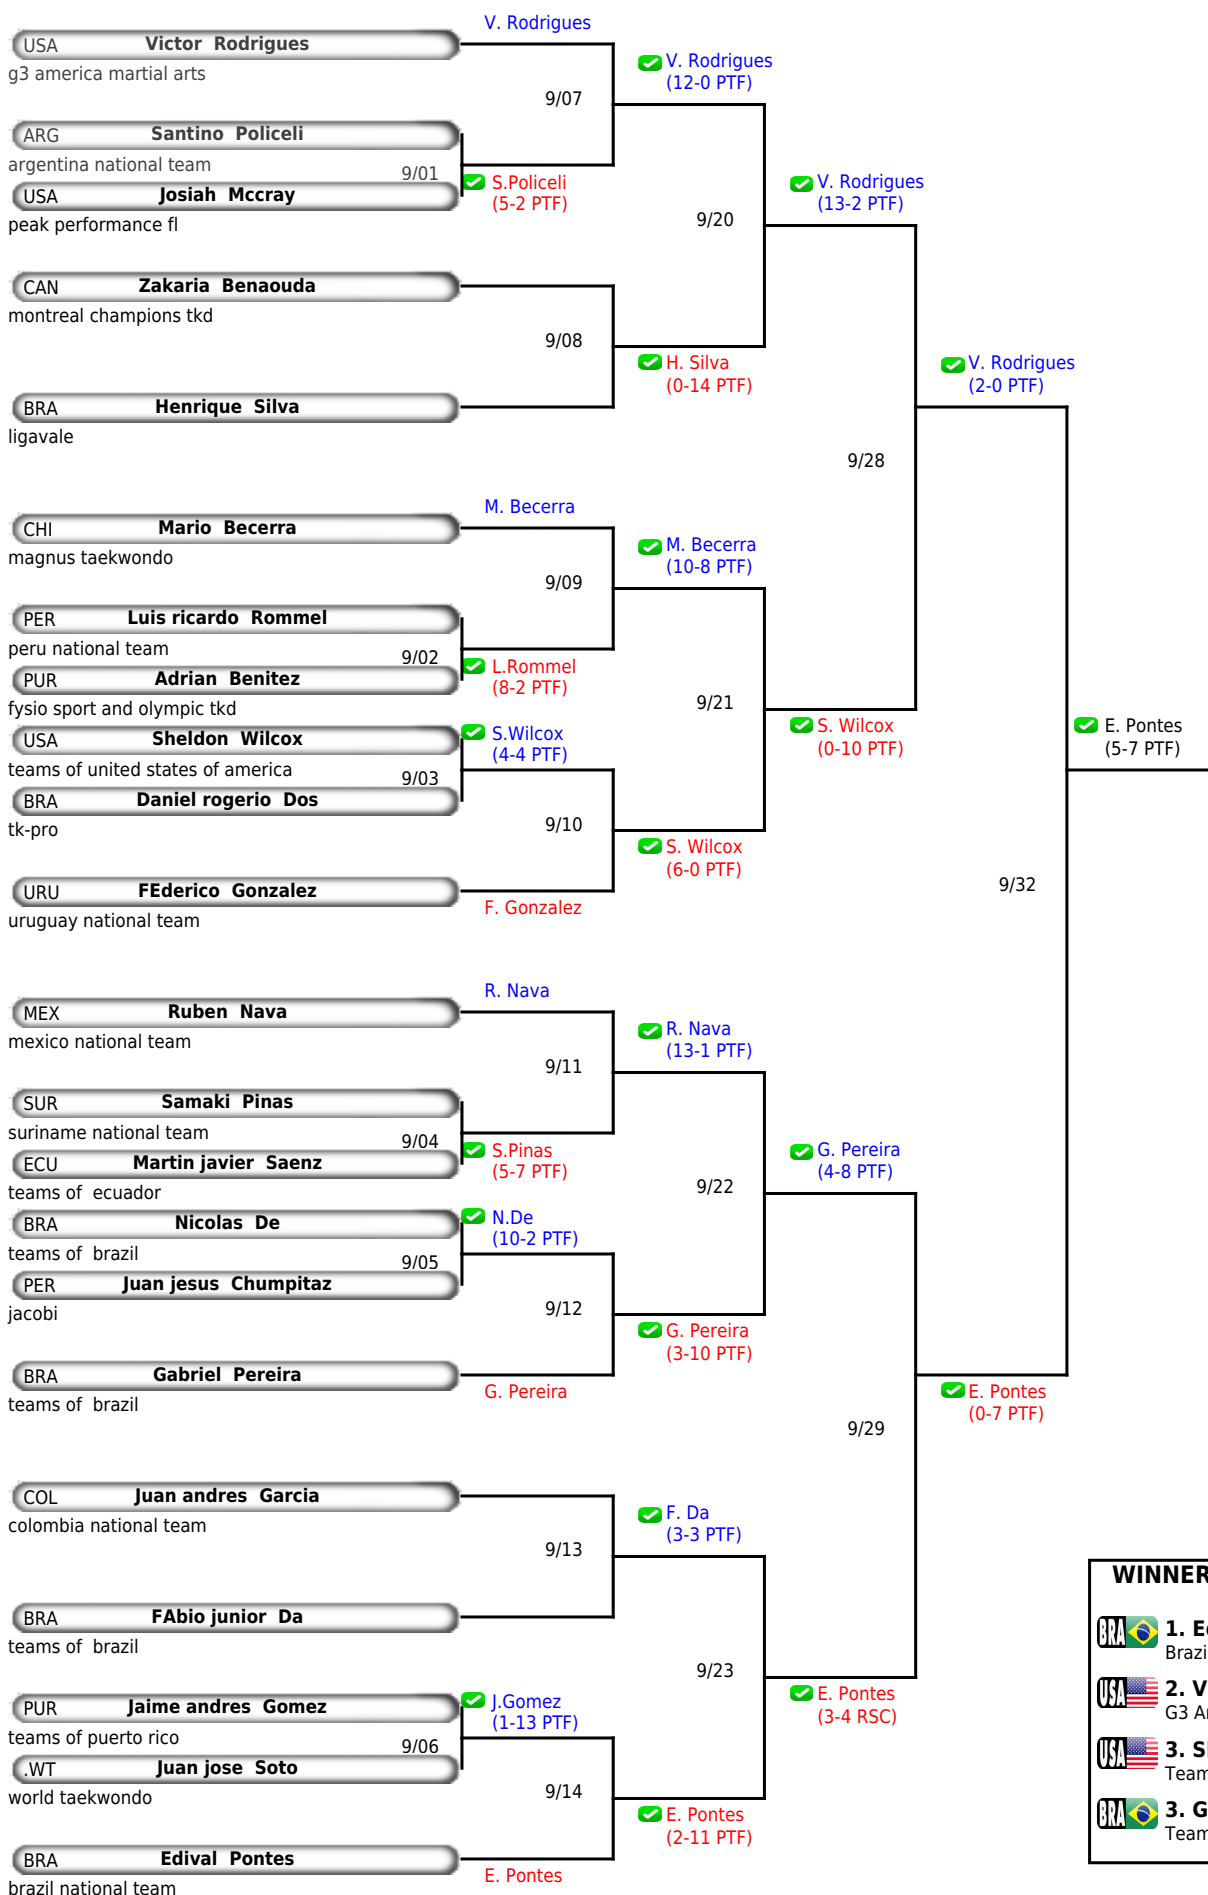 V. Rodrigues
USA Victor Rodrigues
g3 america martial arts
V. Rodrigues
(12-0 PTF)
9/07
ARG Santino Policeli
argentina national team
9/01
USA Josiah Mccray
peak performance fl
S.Policeli
(5-2 PTF)
V. Rodrigues
(13-2 PTF)
9/20
CAN Zakaria Benaouda
montreal champions tkd
9/08
H. Silva
(0-14 PTF)
V. Rodrigues
(2-0 PTF)
BRA Henrique Silva
ligavale
9/28
M. Becerra
CHI Mario Becerra
magnus taekwondo
M. Becerra
(10-8 PTF)
9/09
PER Luis ricardo Rommel
peru national team
9/02
PUR Adrian Benitez
fysio sport and olympic tkd
L.Rommel
(8-2 PTF)
9/21
USA Sheldon Wilcox
teams of united states of america
S.Wilcox
(4-4 PTF)
S. Wilcox
(0-10 PTF)
E. Pontes
(5-7 PTF)
9/03
BRA Daniel rogerio Dos
tk-pro
9/10
S. Wilcox
(6-0 PTF)
URU FEderico Gonzalez
uruguay national team
F. Gonzalez
9/32
R. Nava
MEX Ruben Nava
mexico national team
R. Nava
(13-1 PTF)
9/11
SUR Samaki Pinas
suriname national team
9/04
ECU Martin javier Saenz
teams of ecuador
S.Pinas
(5-7 PTF)
G. Pereira
(4-8 PTF)
9/22
BRA Nicolas De
teams of brazil
N.De
(10-2 PTF)
9/05
PER Juan jesus Chumpitaz
jacobi
9/12
G. Pereira
(3-10 PTF)
BRA Gabriel Pereira
teams of brazil
G. Pereira
E. Pontes
(0-7 PTF)
9/29
COL Juan andres Garcia
colombia national team
F. Da
(3-3 PTF)
9/13
BRA FAbio junior Da
teams of brazil
9/23
E. Pontes
(3-4 RSC)
PUR Jaime andres Gomez
teams of puerto rico
J.Gomez
(1-13 PTF)
9/06
.WT Juan jose Soto
world taekwondo
9/14
E. Pontes
(2-11 PTF)
BRA Edival Pontes
brazil national team
E. Pontes
WINNER
BRA 1. E
Brazi
USA 2. V
G3 A
USA 3. S
Team
BRA 3. G
Team